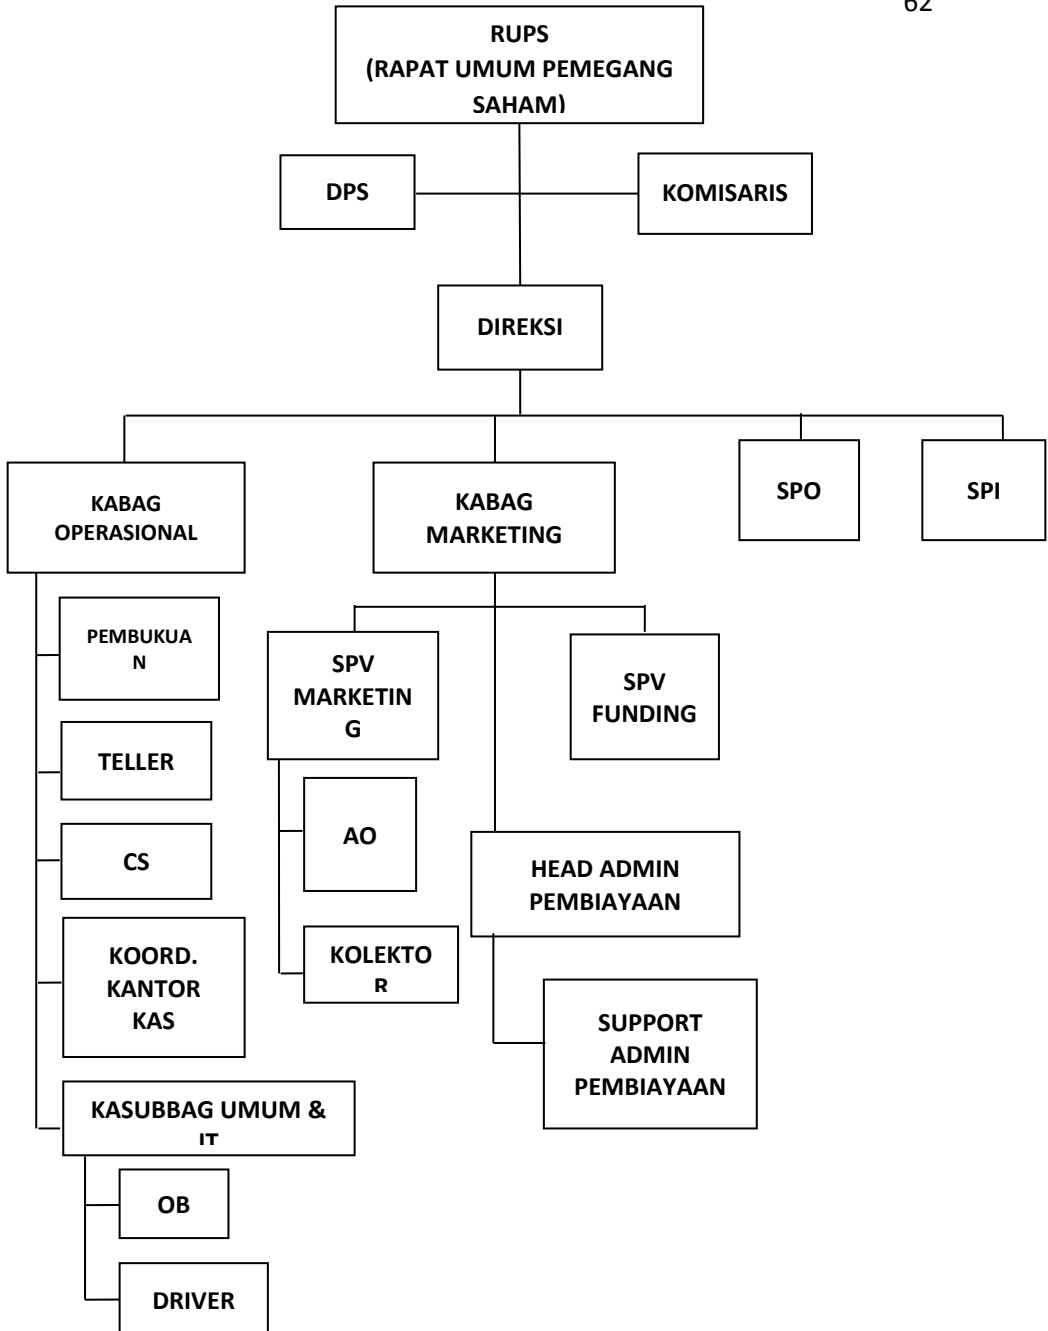 62
RUPS
(RAPAT UMUM PEMEGANG
SAHAM)
DPS
KOMISARIS
DIREKSI
KABAG
OPERASIONAL
KABAG
MARKETING
SPO
SPI
PEMBUKUA
N
SPV
MARKETIN
G
SPV
FUNDING
TELLER
AO
CS
HEAD ADMIN
PEMBIAYAAN
KOORD.
KANTOR
KAS
KOLEKTO
R
SUPPORT
ADMIN
PEMBIAYAAN
KASUBBAG UMUM &
IT
OB
DRIVER